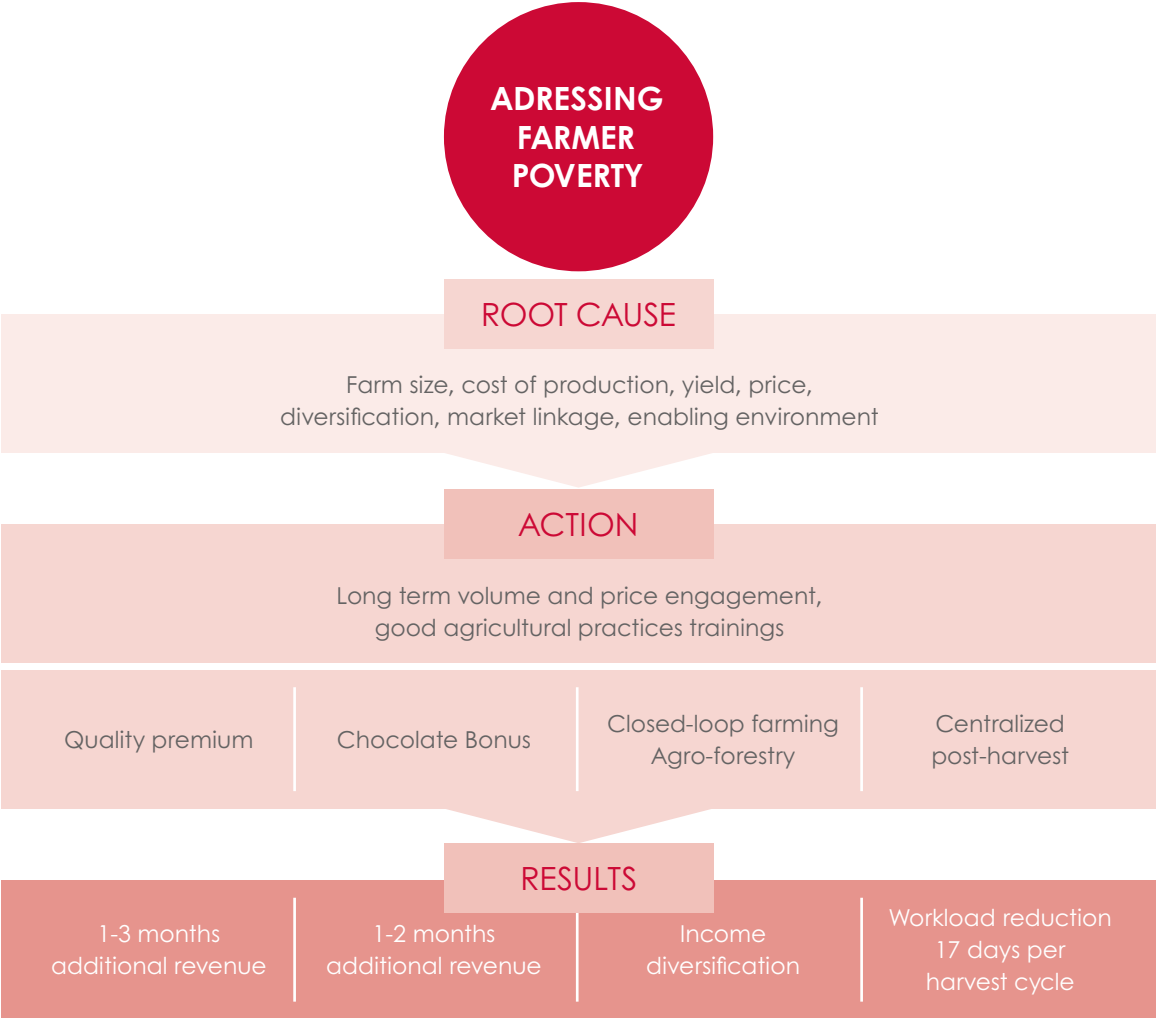 ADRESSING
FARMER
POVERTY
ROOT CAUSE
Farm size, cost of production, yield, price,
diversification, market linkage, enabling environment
ACTION
Long term volume and price engagement,
good agricultural practices trainings
Quality premium
Chocolate Bonus
Closed-loop farming
Agro-forestry
Centralized
post-harvest
RESULTS
1-3 months
additional revenue
1-2 months
additional revenue
Income
diversification
Workload reduction
17 days per
harvest cycle